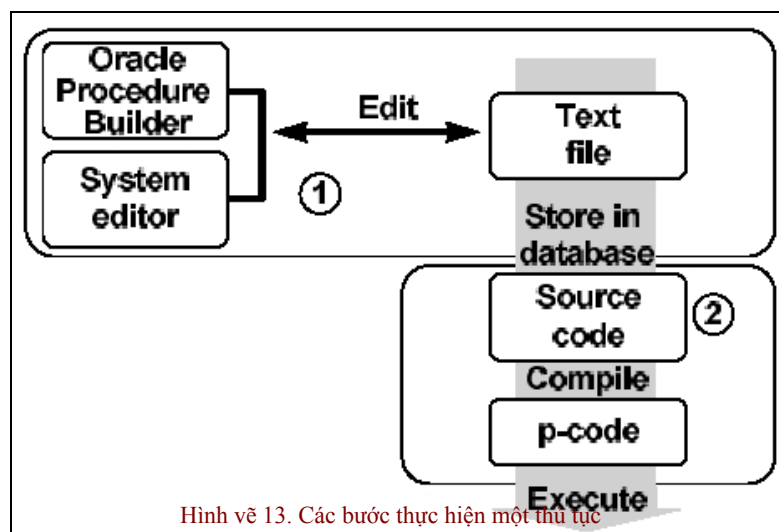 Oracle
Procedure
Builder
System
editor
Edit
1
Text
file
Store in
database
Source
code
2
Compile
p-code
Execute
Hình vẽ 13. Các bước thực hiện một thủ tục